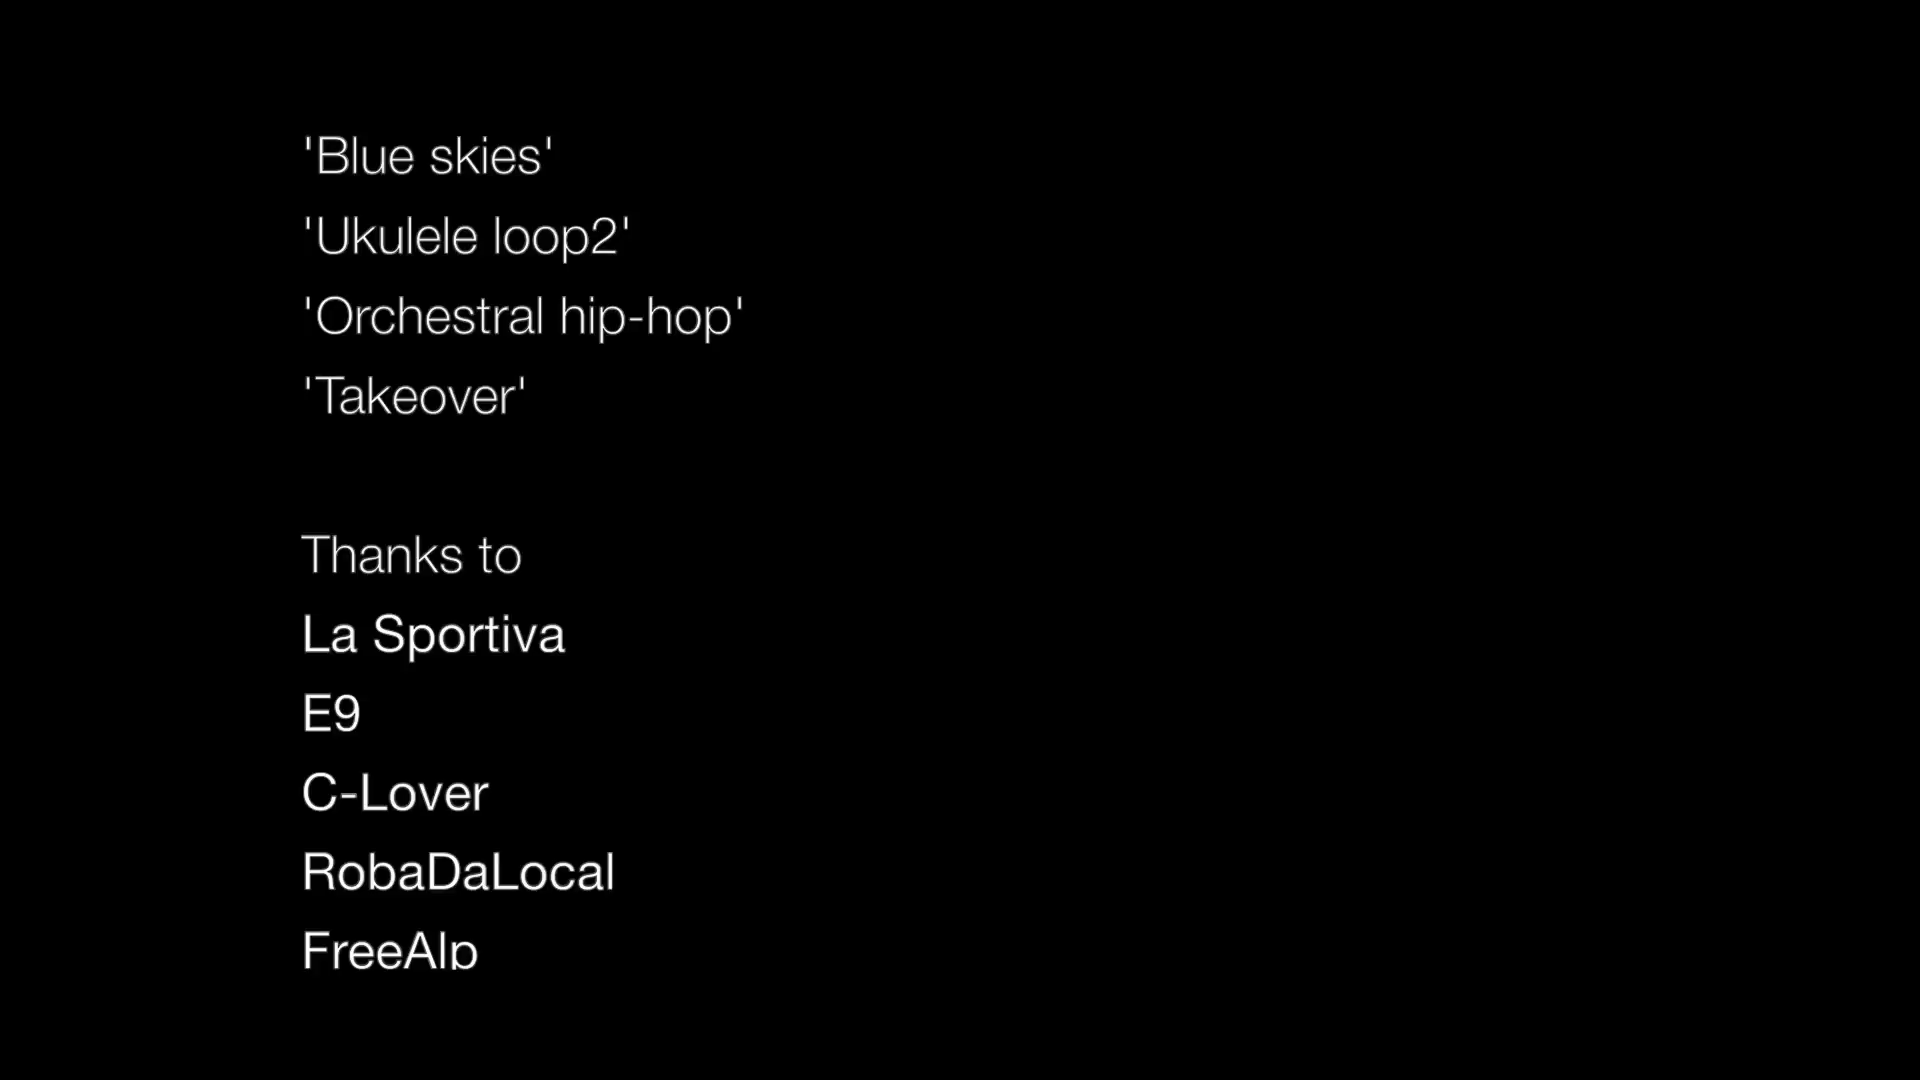 'Blue skies'
'Ukulele loop2'
'Orchestral hip-hop'
'Takeover'
Thanks to
La Sportiva
E9
C-Lover
RobaDaLocal
FreeAlp